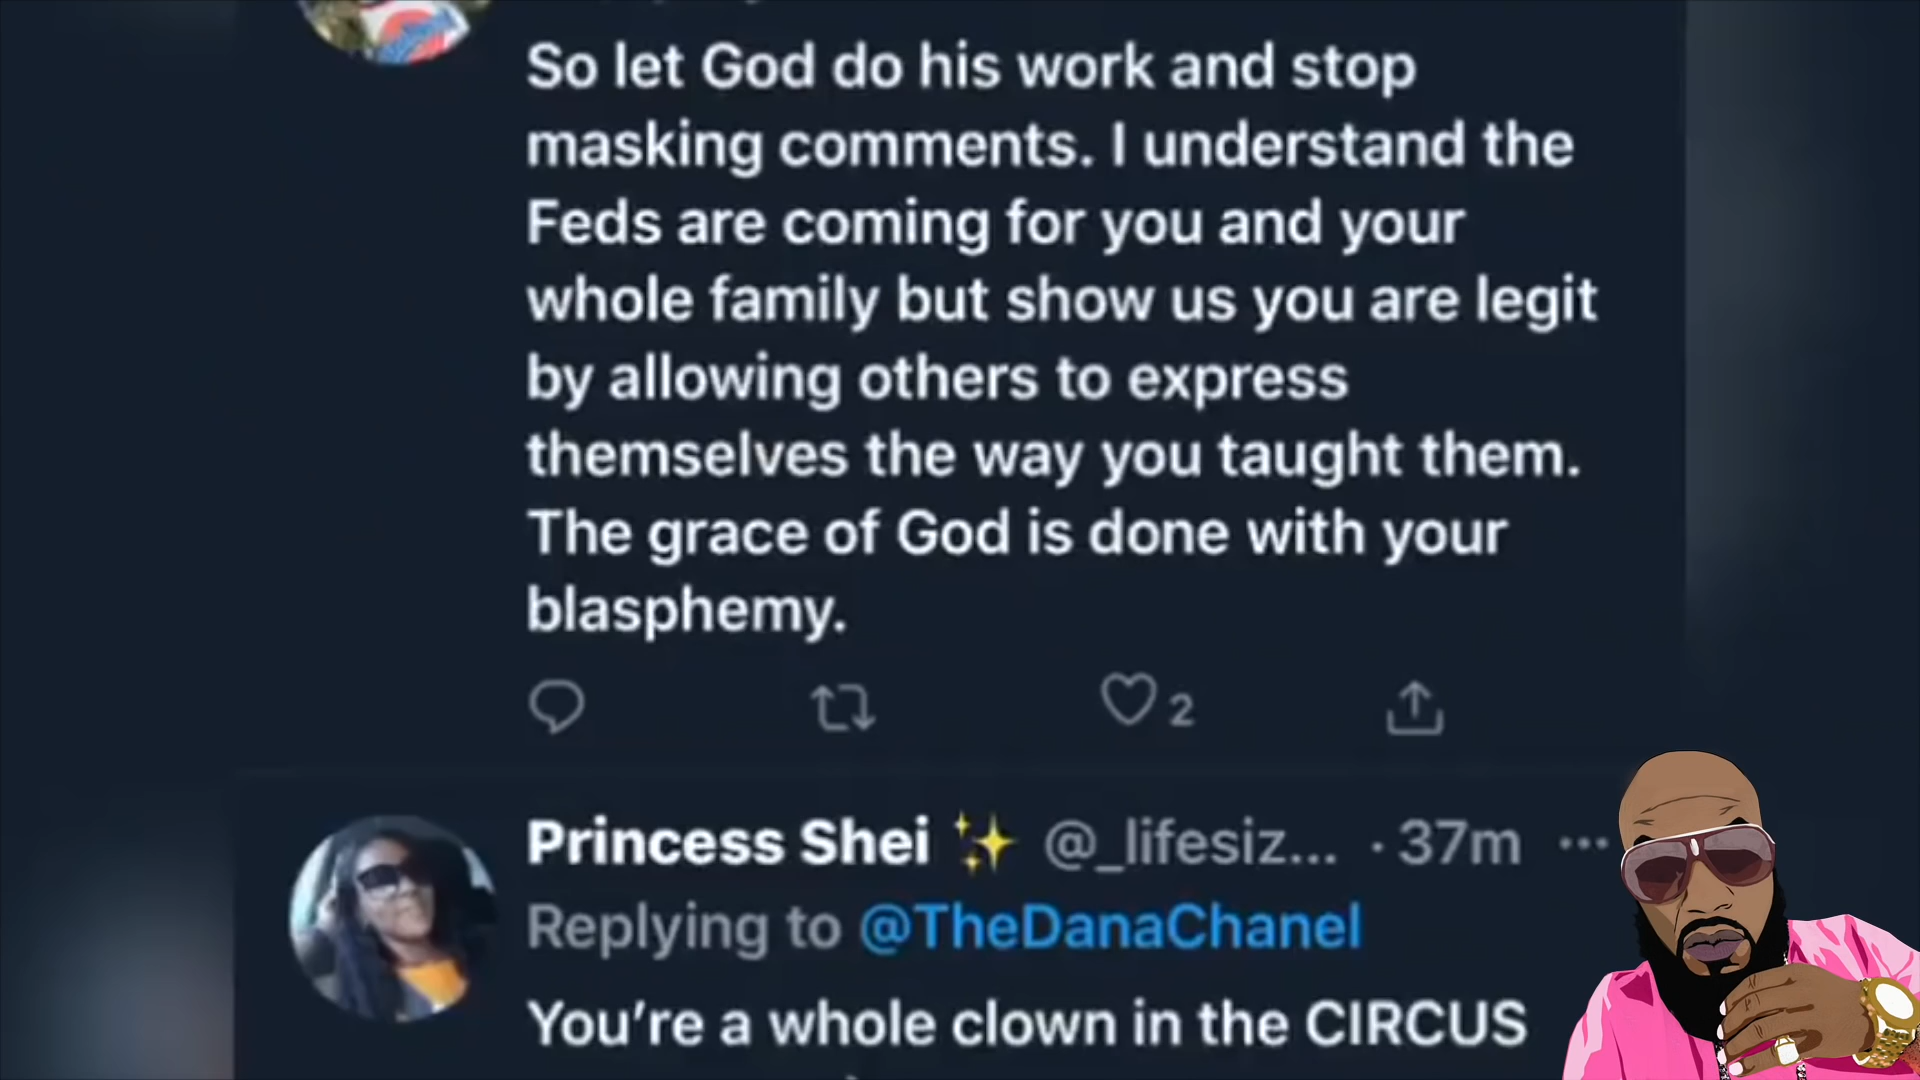 So let God do his work and stop
masking comments. I understand the
Feds are coming for you and your
whole family but show us you are legit
by allowing others to express
themselves the way you taught them.
The grace of God is done with your
blasphemy.
2
Princess Shei ✨ @_lifesiz... · 37m ···
Replying to @TheDanaChanel
You're a whole clown in the CIRCUS